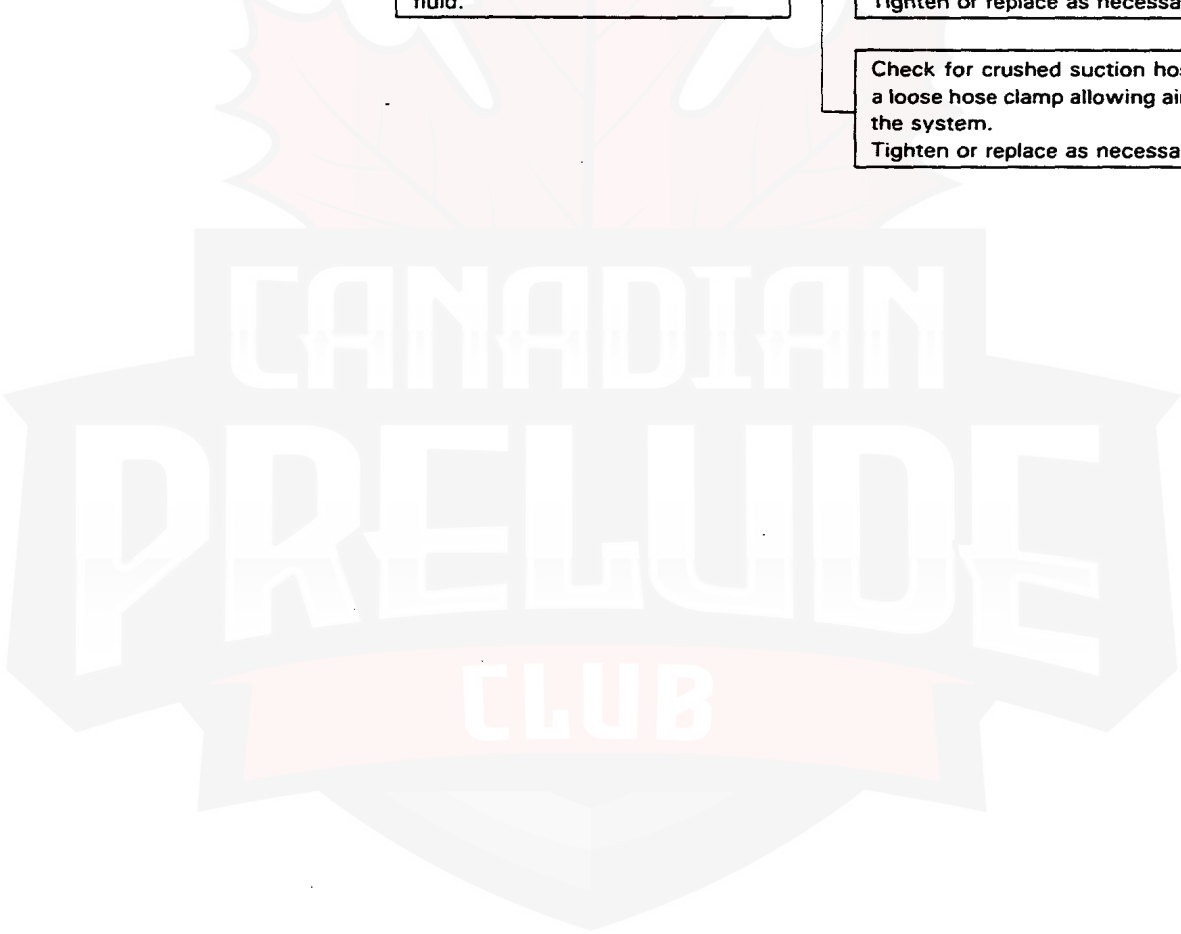 fluid.
Tighten or replace as necessa
Check for crushed suction hos
a loose hose clamp allowing air
the system.
Tighten or replace as necessa
CANADIAN
PRELUDE
CLUB